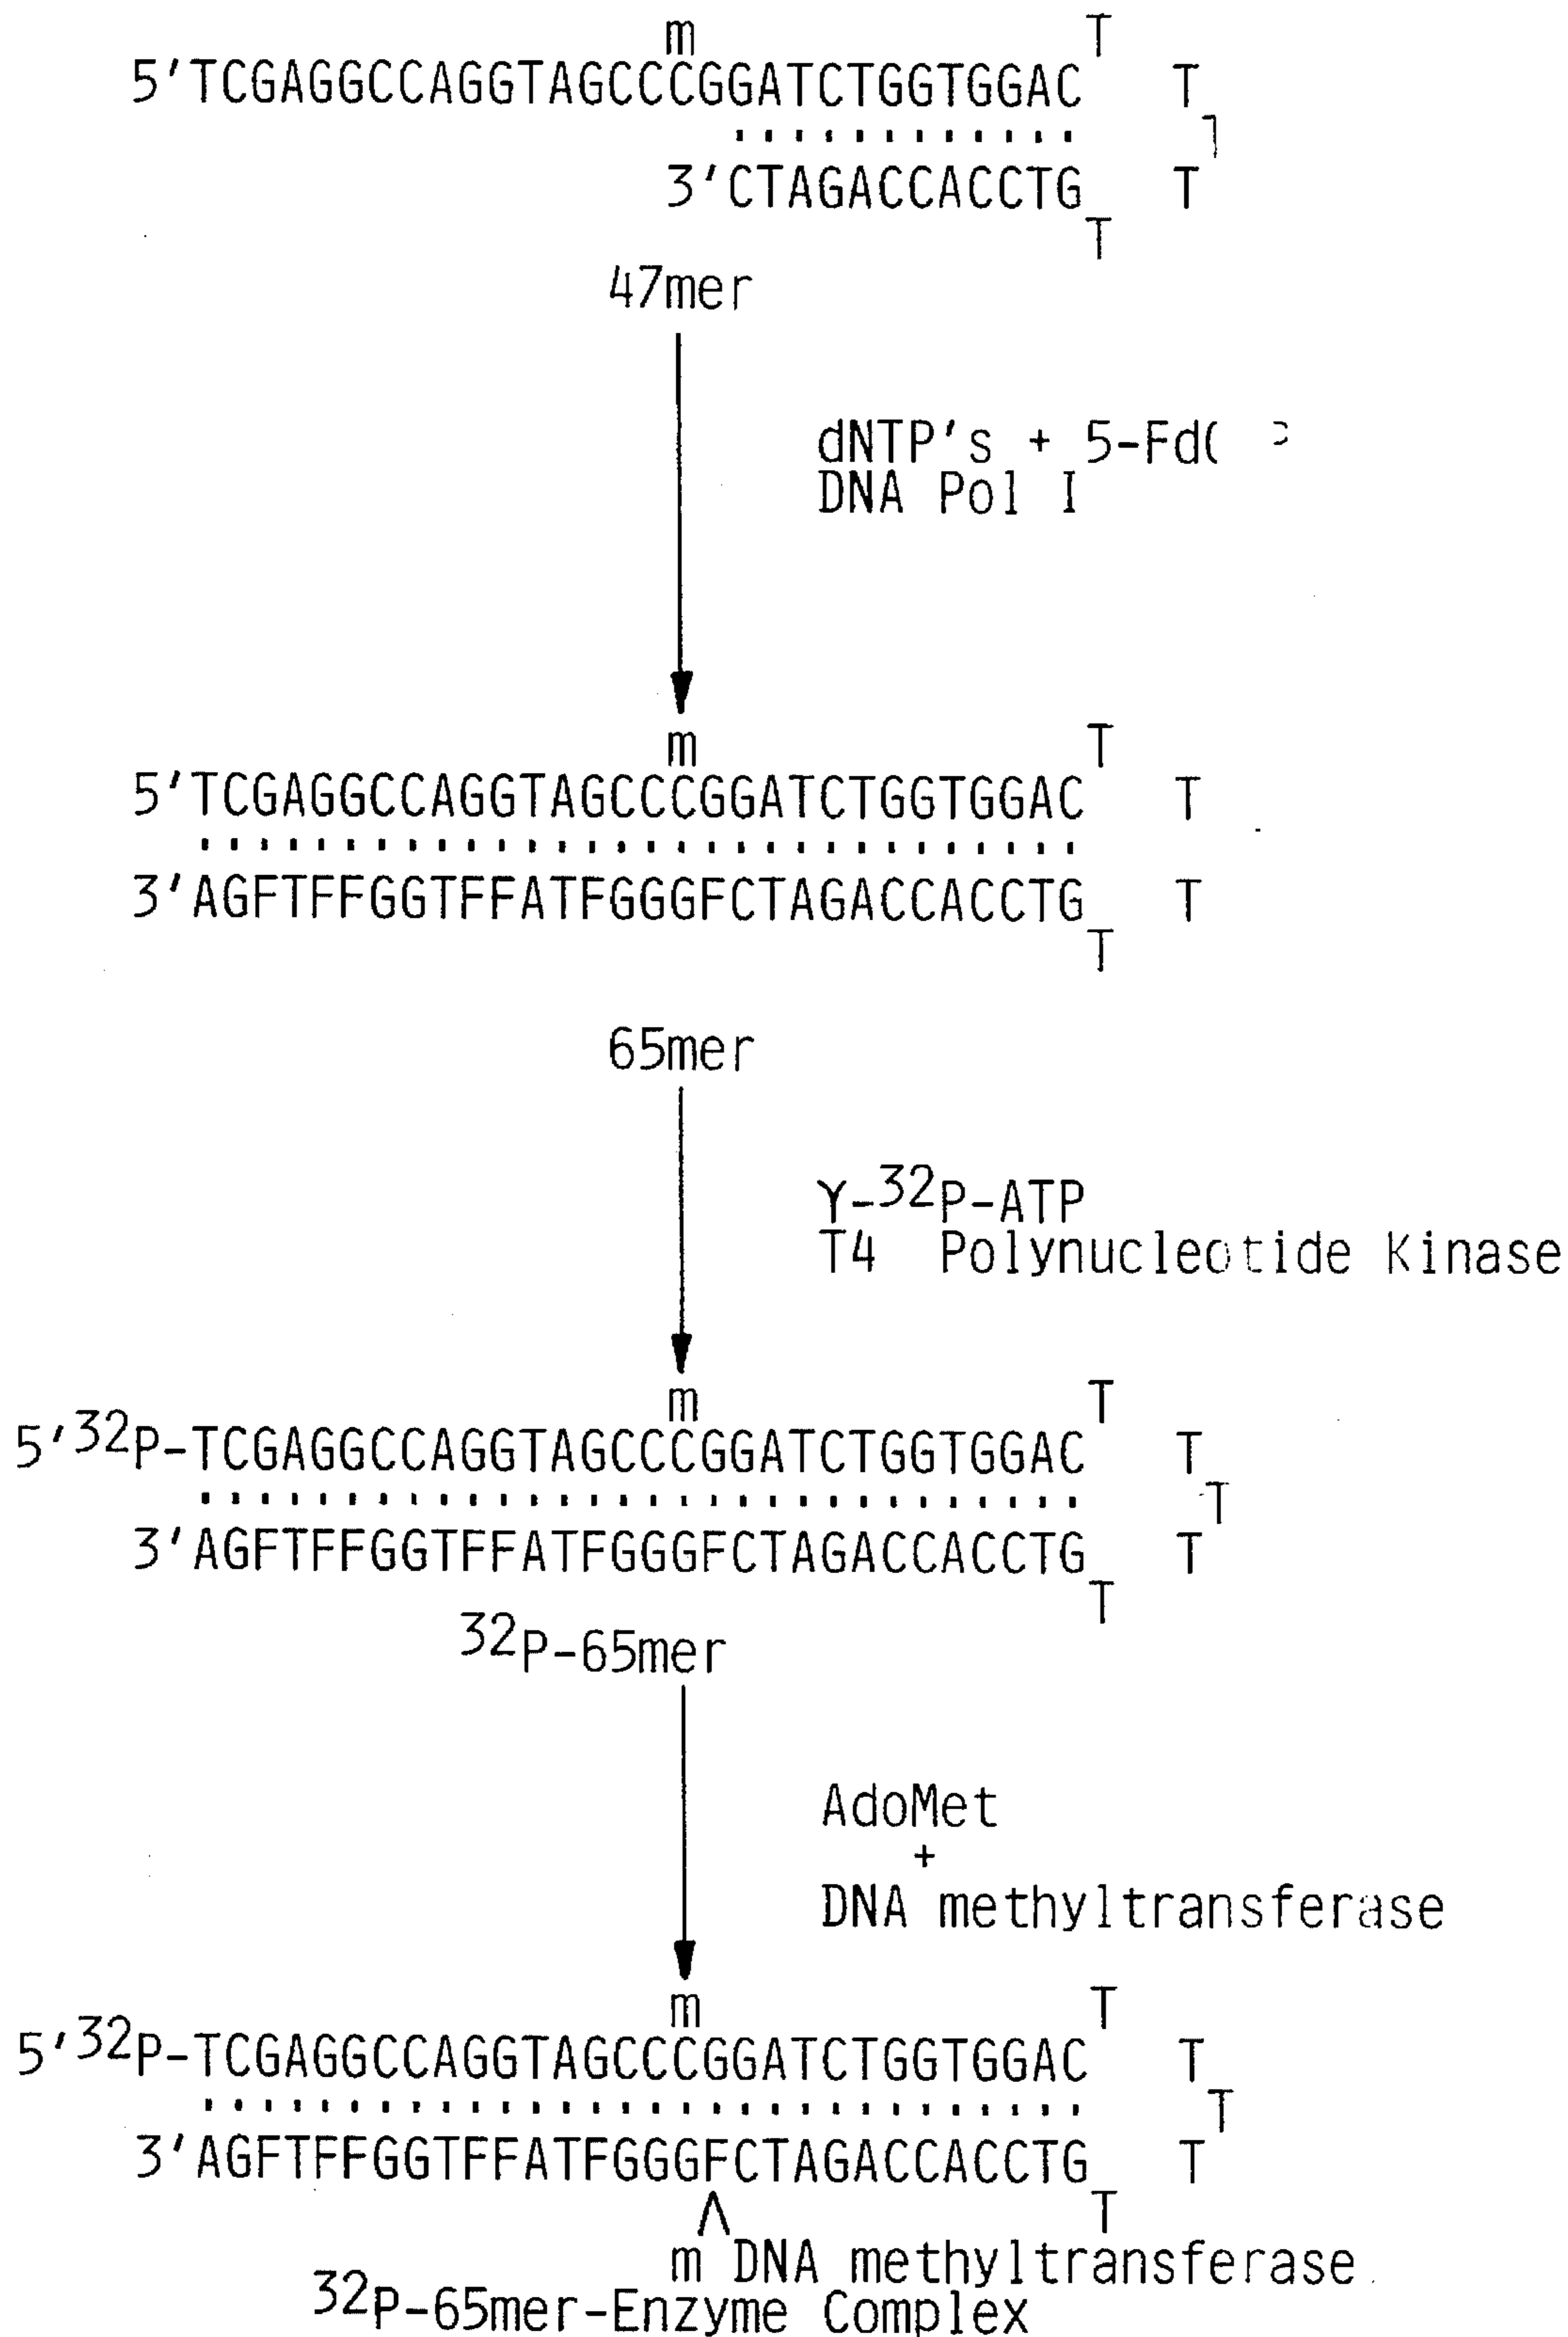 m T
5'TCGAGGCCAGGTAGCCCGGATCTGGTGGAC T
3'CTAGACCACCTG T
T
47mer
dNTP's + 
DNA Pol I
m T
5'TCGAGGCCAGGTAGCCCGGATCTGGTGGAC T
3'AGFTFFGGTFFATFGGGFCTAGACCACCTG T
T
65mer
γ-32P-ATP
T4 Polynucleotide Kinase
m T
5'32P-TCGAGGCCAGGTAGCCCGGATCTGGTGGAC T
T
3'AGFTFFGGTFFATFGGGFCTAGACCACCTG T
T
32P-65mer
AdoMet
+
DNA methyltransferase
m T
5'32P-TCGAGGCCAGGTAGCCCGGATCTGGTGGAC T
T
3'AGFTFFGGTFFATFGGGFCTAGACCACCTG T
T
m DNA methyltransferase
32P-65mer-Enzyme Complex